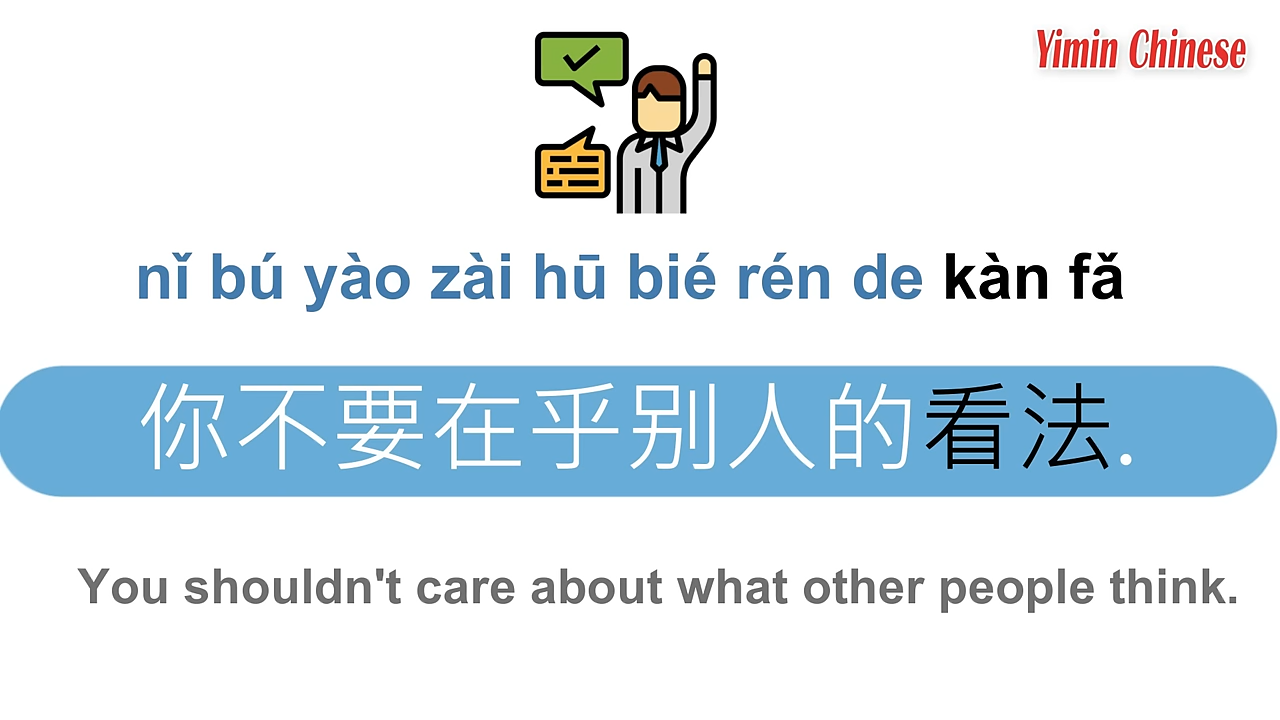 Yimin Chinese
nǐ bú yào zài hū bié rén de kàn fǎ
你不要在乎别人的看法.
You shouldn't care about what other people think.